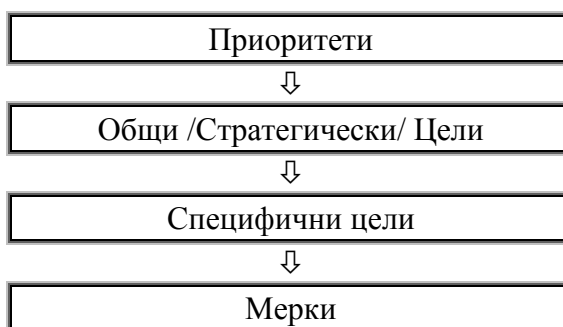 Приоритети
⇩
Общи /Стратегически/ Цели
⇩
Специфични цели
⇩
Мерки